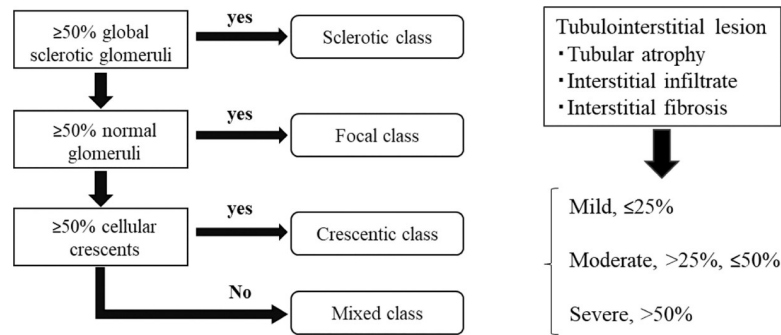 ≥50% global
sclerotic glomeruli
yes
Sclerotic class
≥50% normal
glomeruli
yes
Focal class
≥50% cellular
crescents
yes
Crescentic class
No
Mixed class
Tubulointerstitial lesion
・Tubular atrophy
・Interstitial infiltrate
・Interstitial fibrosis
Mild, ≤25%
Moderate, >25%, ≤50%
Severe, >50%